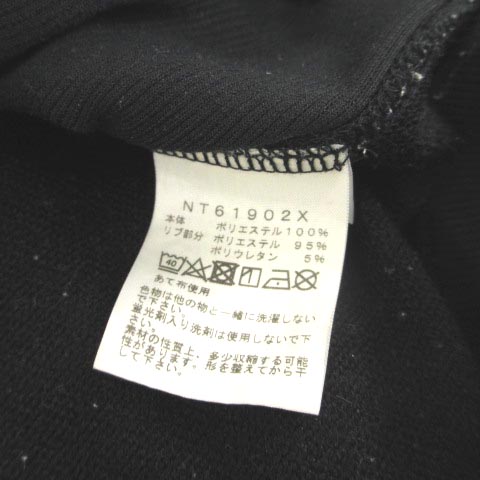 NT61902X
本体 ポリエステル100%
リブ部分 ポリエステル 95%
ポリウレタン 5%
40
あて布使用
色物は他の物と一緒に洗濯しない
で下さい。
蛍光剤入り洗剤は使用しないで下
さい。
素材の性質上、多少収縮する可能
性があります。形を整えてから干
して下さい。